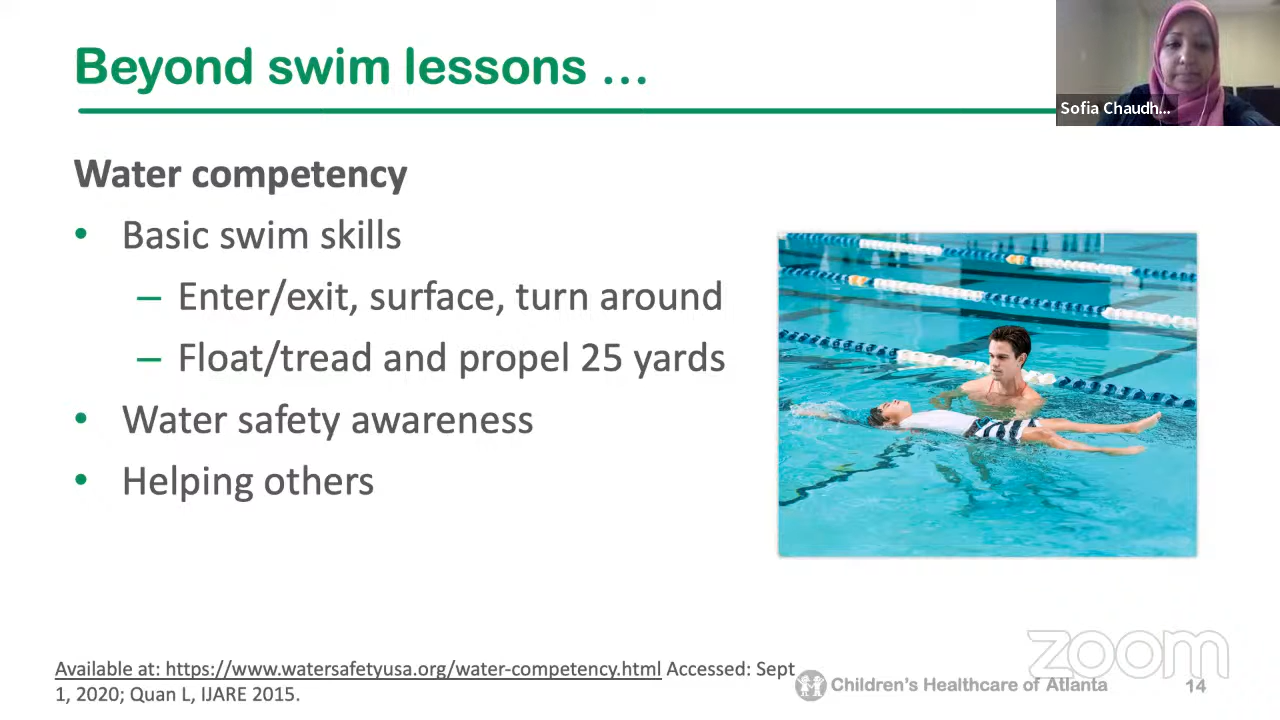 Beyond swim lessons …
Sofia Chaudh...
Water competency
• Basic swim skills
– Enter/exit, surface, turn around
– Float/tread and propel 25 yards
• Water safety awareness
• Helping others
zoom
Available at: https://www.watersafetyusa.org/water-competency.html Accessed: Sept
1, 2020; Quan L, IJARE 2015.
Children's Healthcare of Atlanta
14